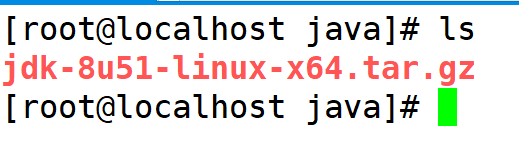 [root@localhost java]# ls
jdk-8u51-linux-x64.tar.gz
[root@localhost java]#